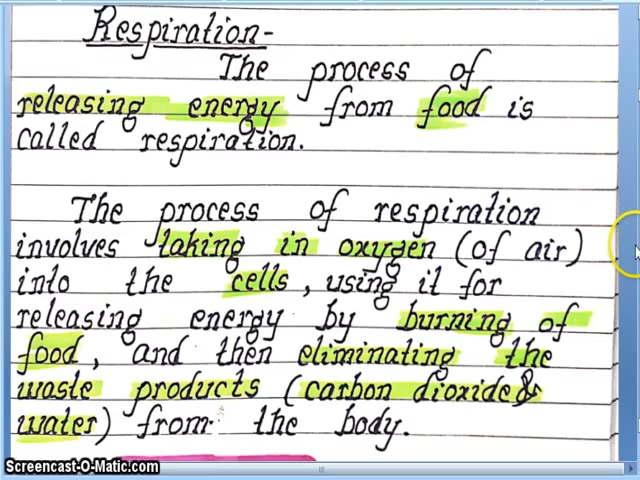 Respiration-
The process of
releasing energy from food is
called respiration.
The process of respiration
involves taking in oxygen (of air)
into the cells, using it for
releasing energy by burning of
food, and then eliminating the
waste products (carbon dioxide &
water) from the body.
Screencast-O-Matic.com